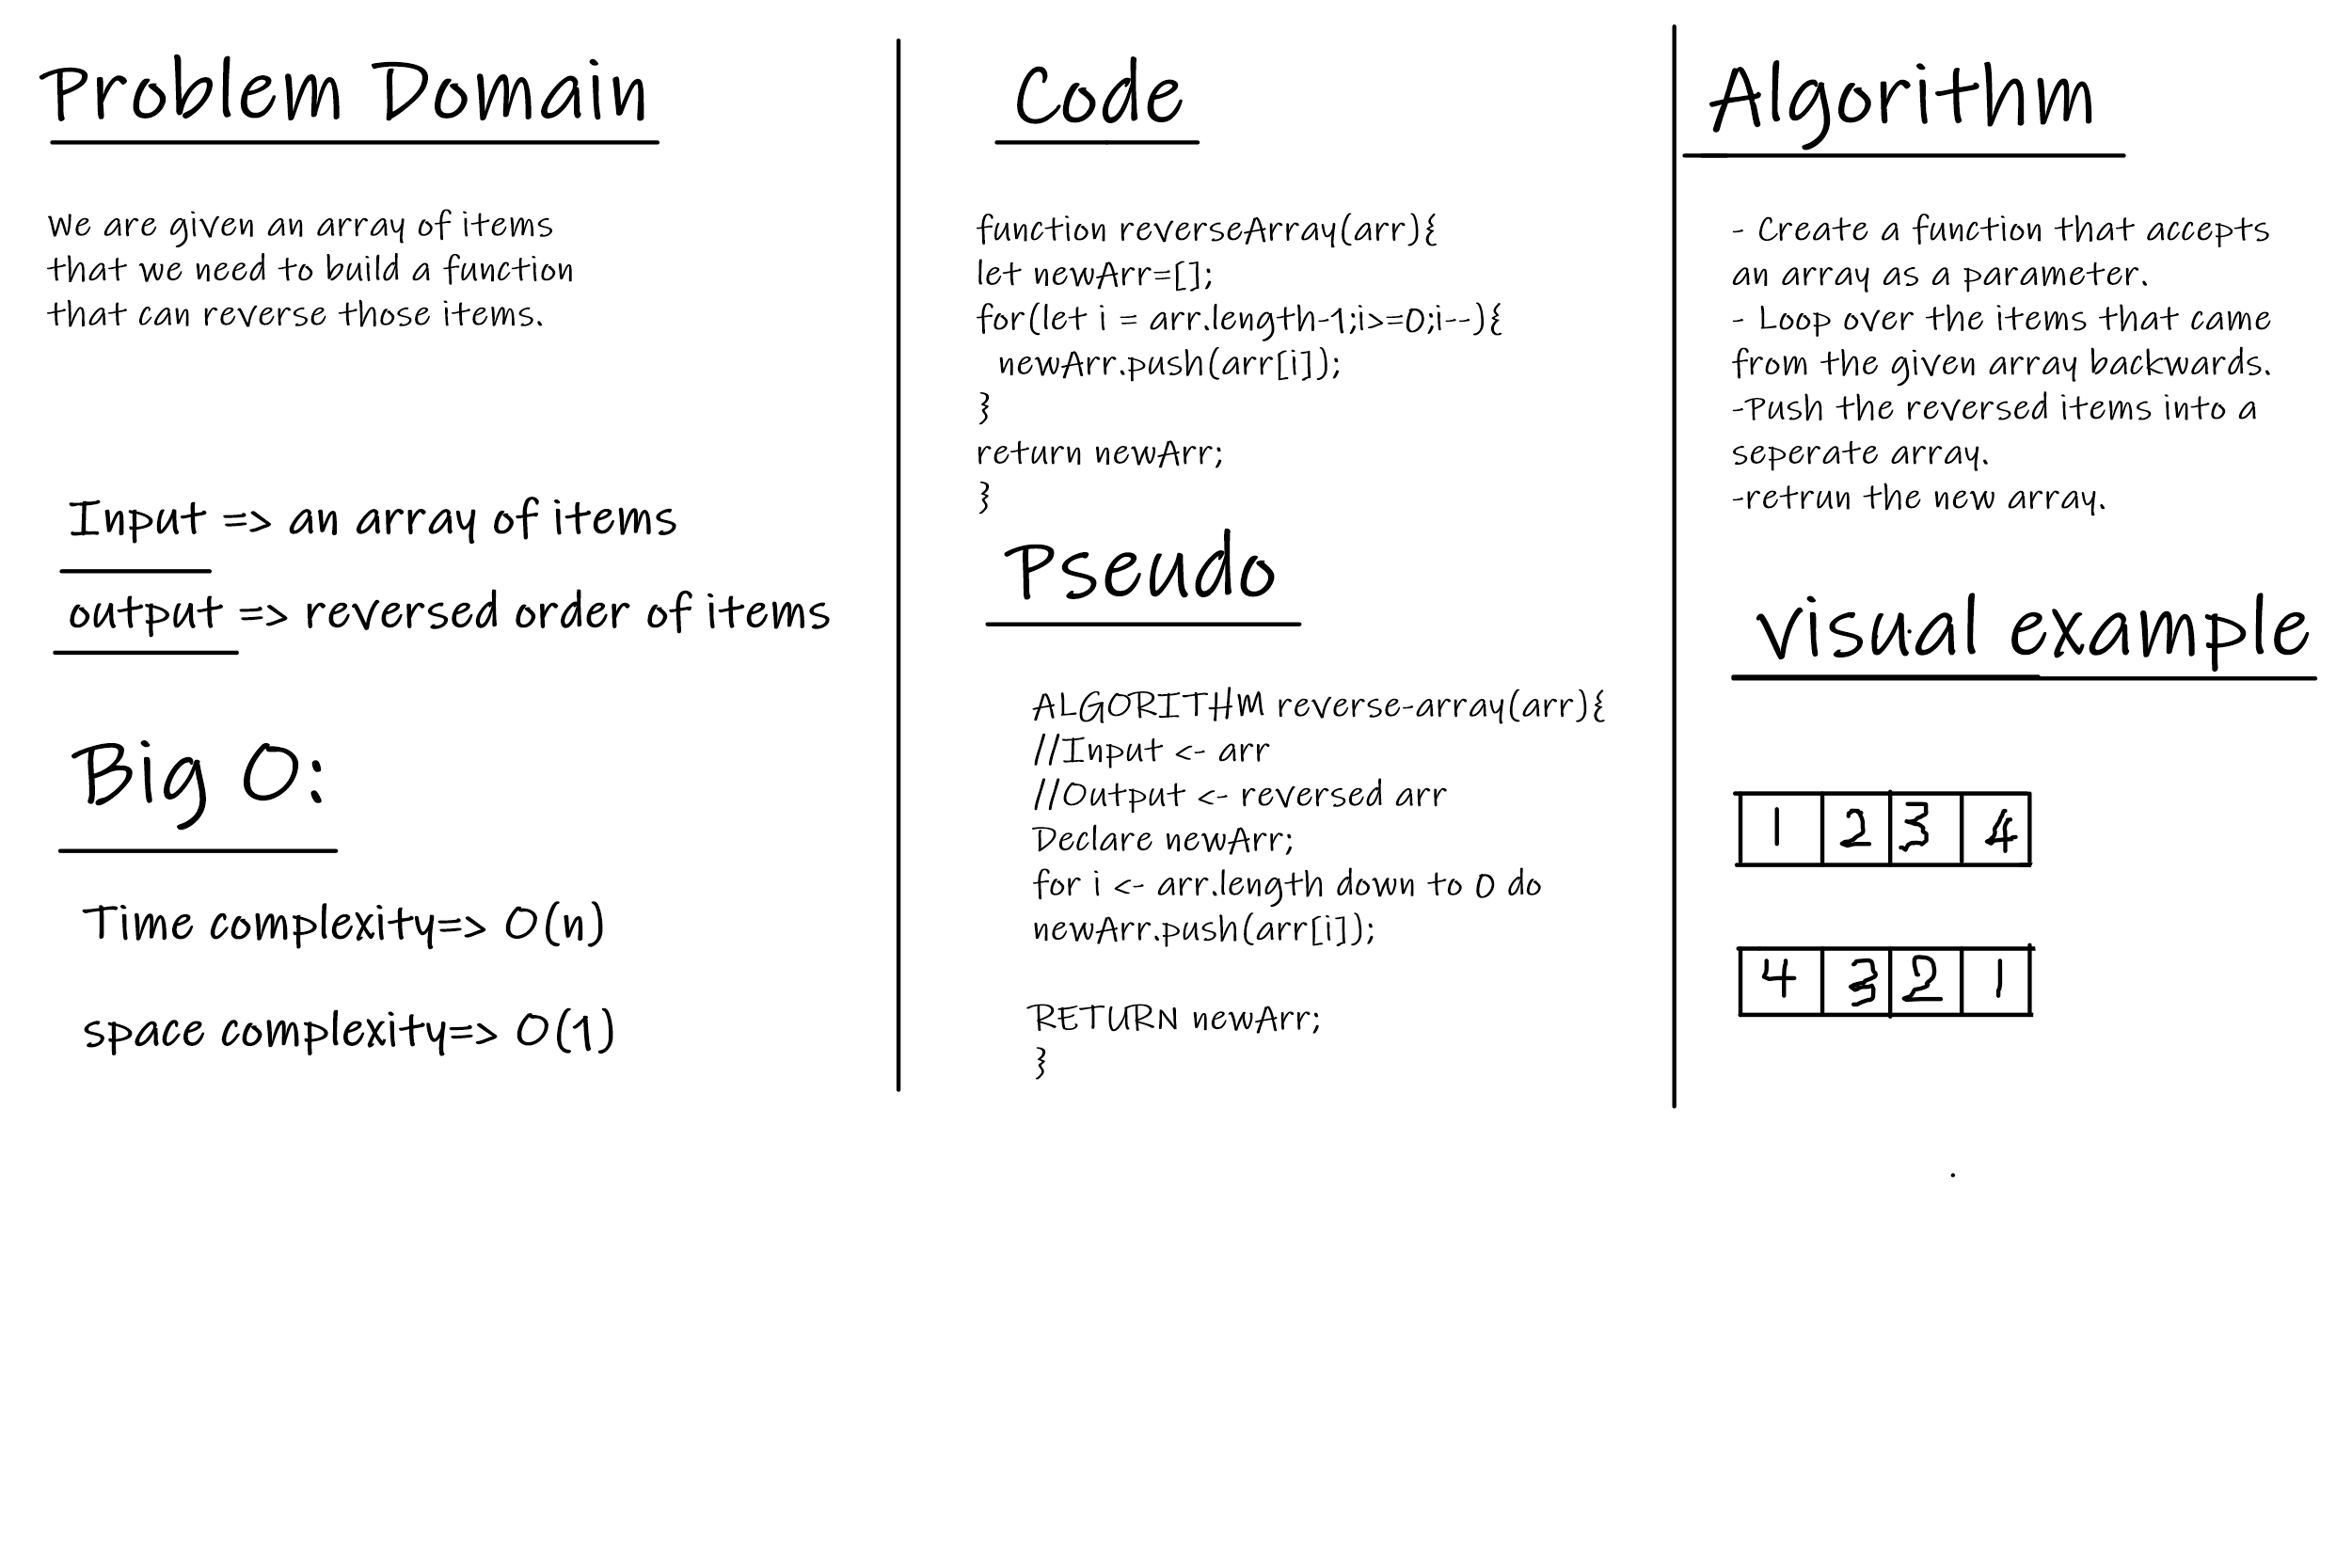 Problem Domain
We are given an array of items
that we need to build a function
that can reverse those items.
Input => an array of items
output => reversed order of items
Big O:
Time complexity=> O(n)
space complexity=> O(1)
Code
function reverseArray(arr){
let newArr=[];
for(let i = arr.length-1;i>=0;i--){
newArr.push(arr[i]);
}
return newArr;
}
Pseudo
ALGORITHM reverse-array(arr){
//Input <- arr
//Output <- reversed arr
Declare newArr;
for i <- arr.length down to 0 do
newArr.push(arr[i]);
RETURN newArr;
}
Algorithm
- Create a function that accepts
an array as a parameter.
- Loop over the items that came
from the given array backwards.
-Push the reversed items into a
seperate array.
-retrun the new array.
visual example
1 2 3 4
4 3 2 1